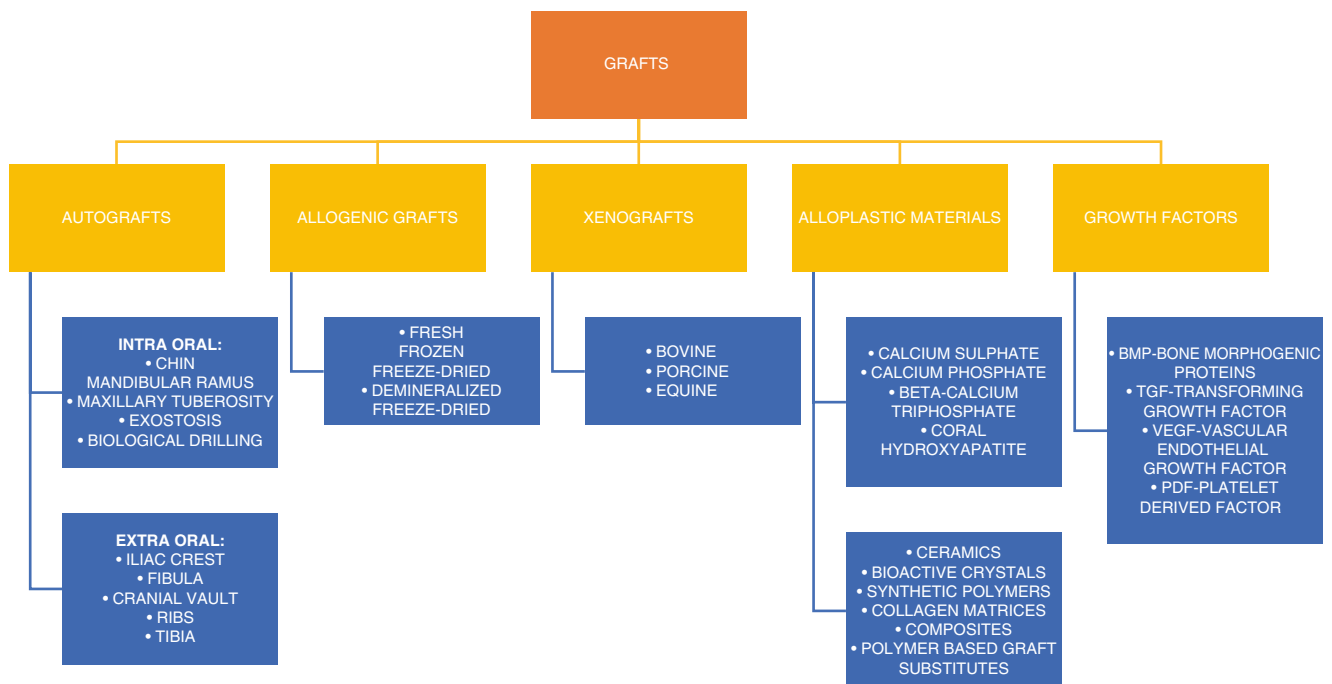 GRAFTS
AUTOGRAFTS
ALLOGENIC GRAFTS
XENOGRAFTS
ALLOPLASTIC MATERIALS
GROWTH FACTORS
INTRA ORAL:
• CHIN
MANDIBULAR RAMUS
• MAXILLARY TUBEROSITY
• EXOSTOSIS
• BIOLOGICAL DRILLING
EXTRA ORAL:
• ILIAC CREST
• FIBULA
• CRANIAL VAULT
• RIBS
• TIBIA
• FRESH
FROZEN
FREEZE-DRIED
• DEMINERALIZED
FREEZE-DRIED
• BOVINE
• PORCINE
• EQUINE
• CALCIUM SULPHATE
• CALCIUM PHOSPHATE
• BETA-CALCIUM
TRIPHOSPHATE
• CORAL
HYDROXYAPATITE
• CERAMICS
• BIOACTIVE CRYSTALS
• SYNTHETIC POLYMERS
• COLLAGEN MATRICES
• COMPOSITES
• POLYMER BASED GRAFT
SUBSTITUTES
• BMP-BONE MORPHOGENIC
PROTEINS
• TGF-TRANSFORMING
GROWTH FACTOR
• VEGF-VASCULAR
ENDOTHELIAL
GROWTH FACTOR
• PDF-PLATELET
DERIVED FACTOR